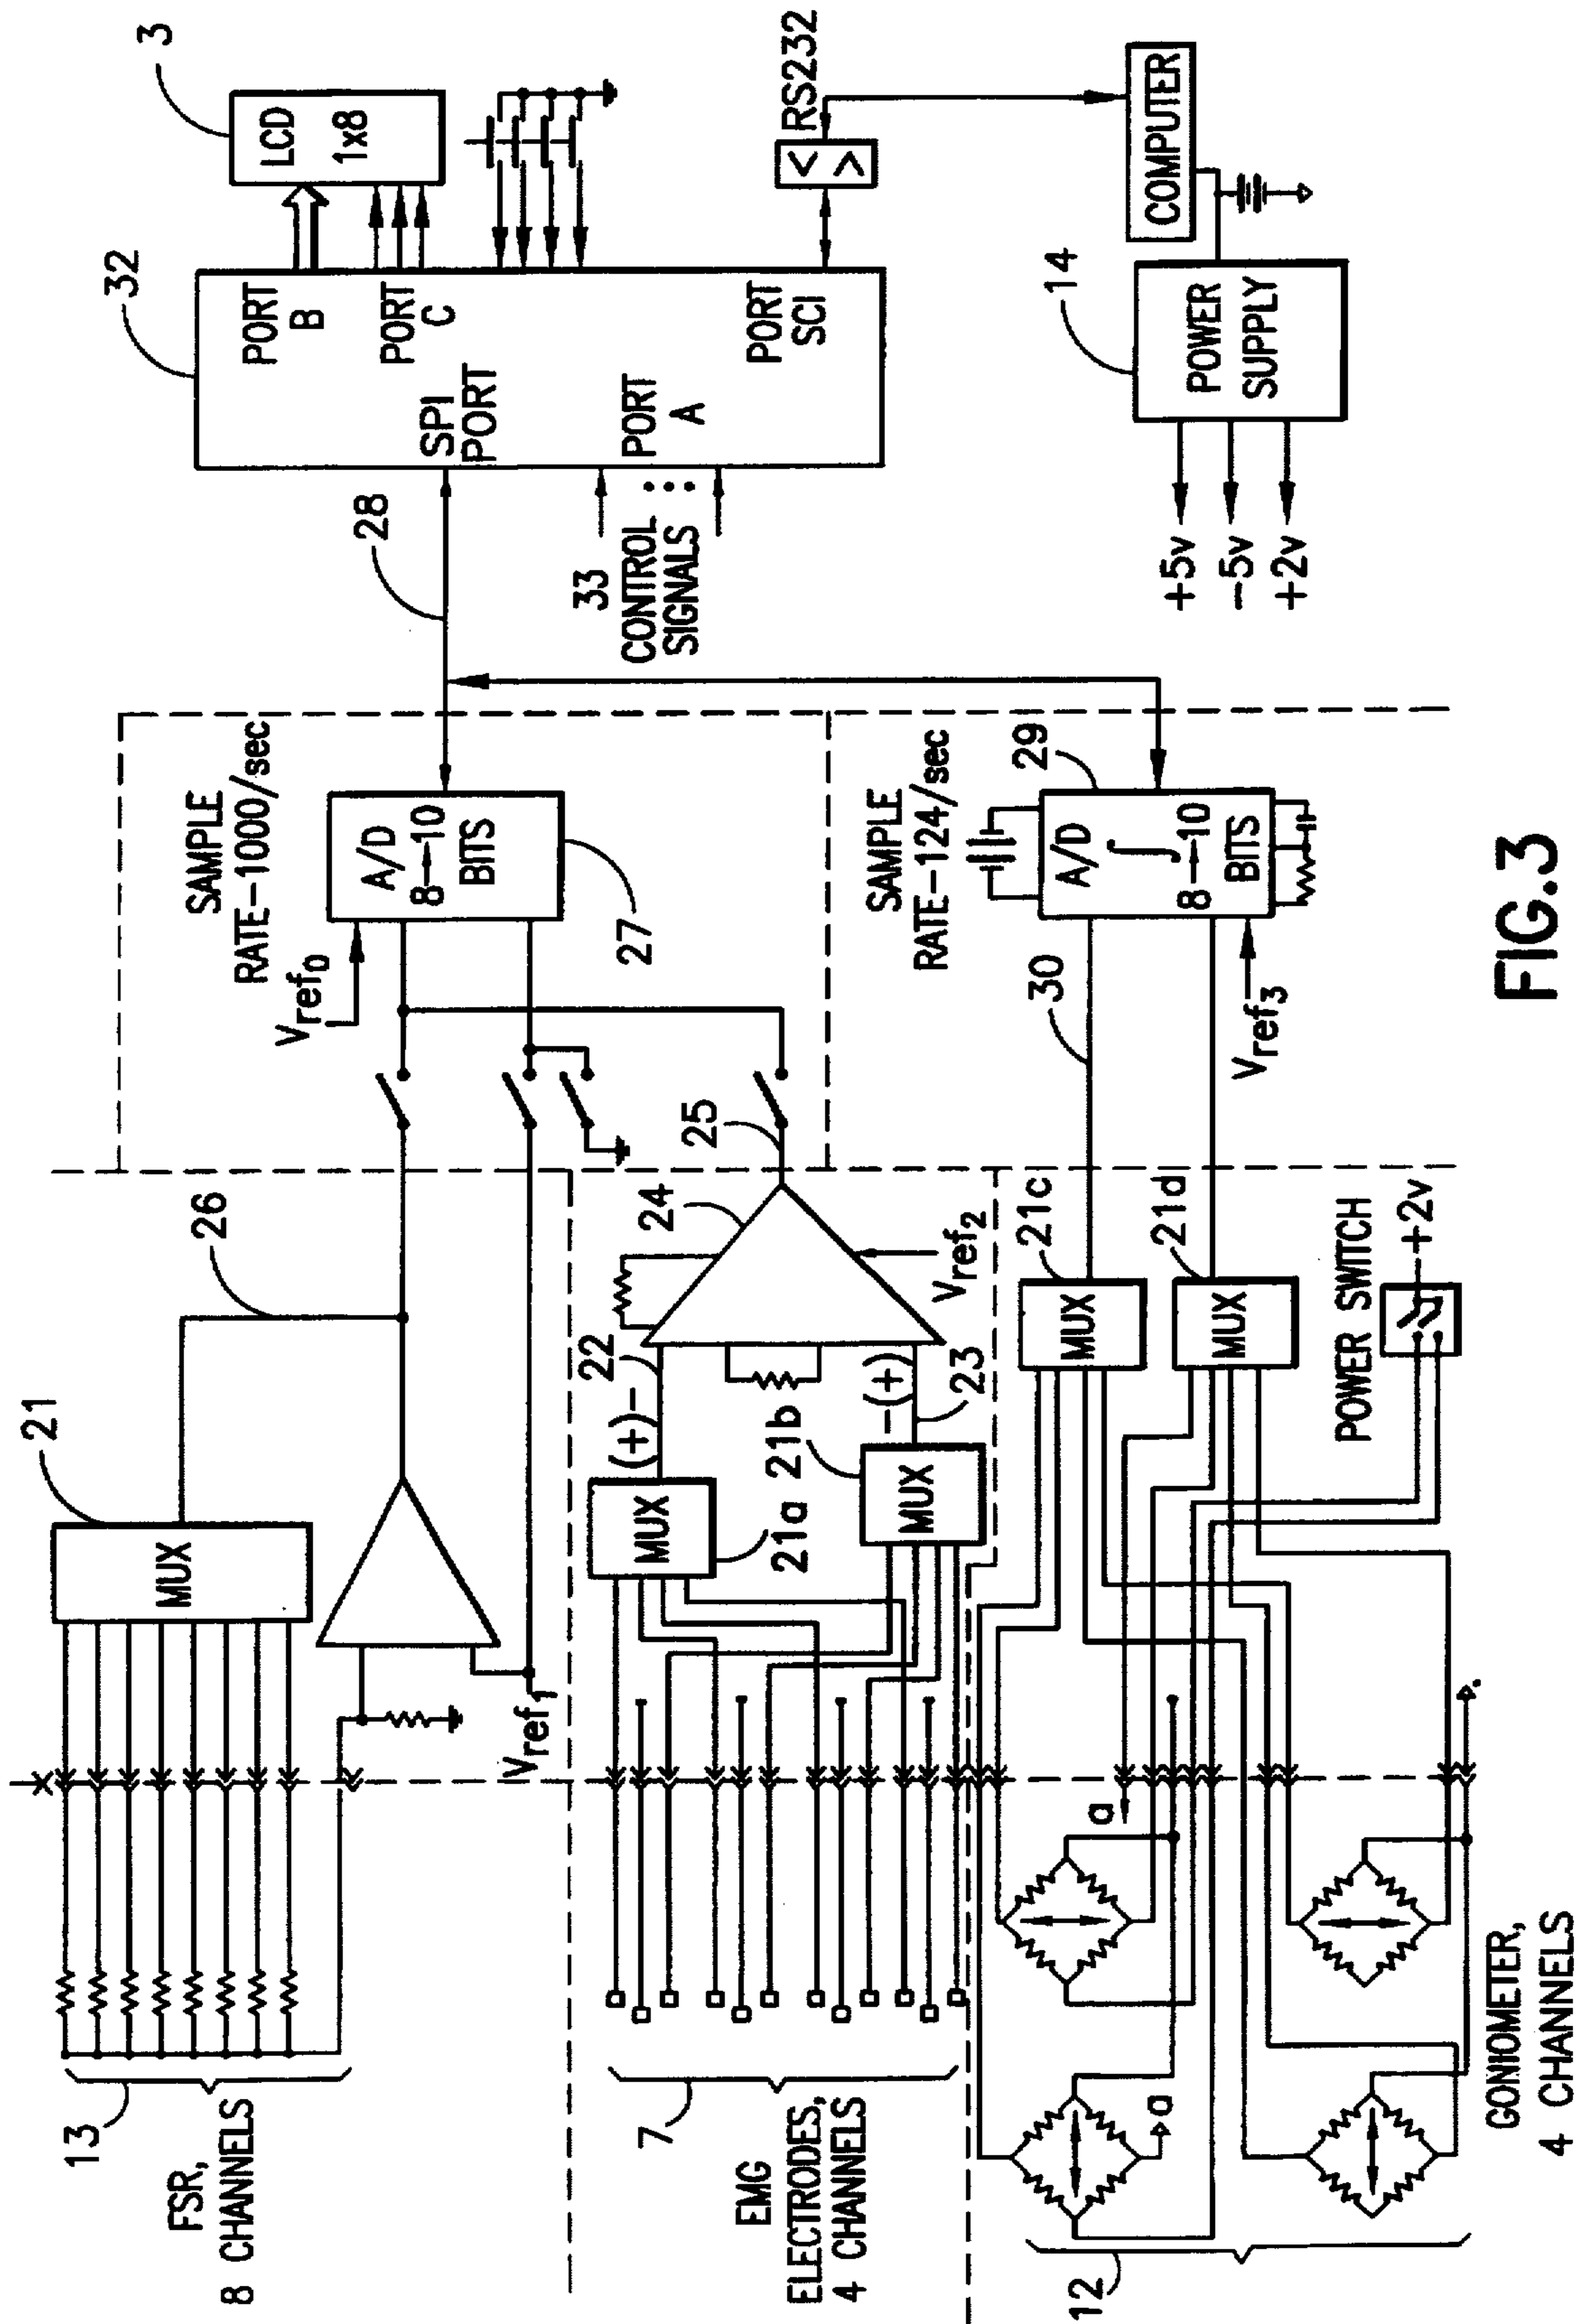 13
FSR,
8 CHANNELS
21
MUX
26
Vref1
SAMPLE
RATE-1000/sec
Vref0
A/D
8→10
BITS
27
28
32
PORT
B
PORT
C
SPI
PORT
PORT
A
PORT
SCI
33
CONTROL
SIGNALS
LCD
1x8
3
RS232
< >
COMPUTER
7
EMG
ELECTRODES,
4 CHANNELS
MUX
21a
21b
MUX
22
(+)-
-(+)
23
24
25
Vref2
SAMPLE
RATE-124/sec
29
A/D
∫
8→10
BITS
30
Vref3
14
POWER
SUPPLY
+5v
-5v
+2v
12
GONIOMETER,
4 CHANNELS
a
a
21c
MUX
21d
MUX
POWER SWITCH
+2v
FIG.3